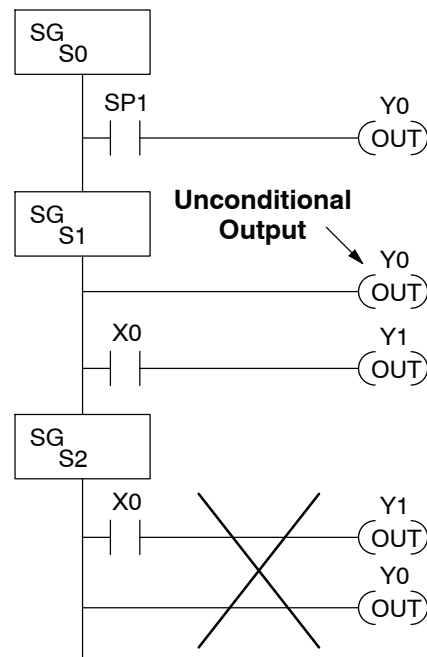 SG
S0
SP1
Y0
OUT
SG
S1
Unconditional
Output
Y0
OUT
X0
Y1
OUT
SG
S2
X0
Y1
OUT
Y0
OUT